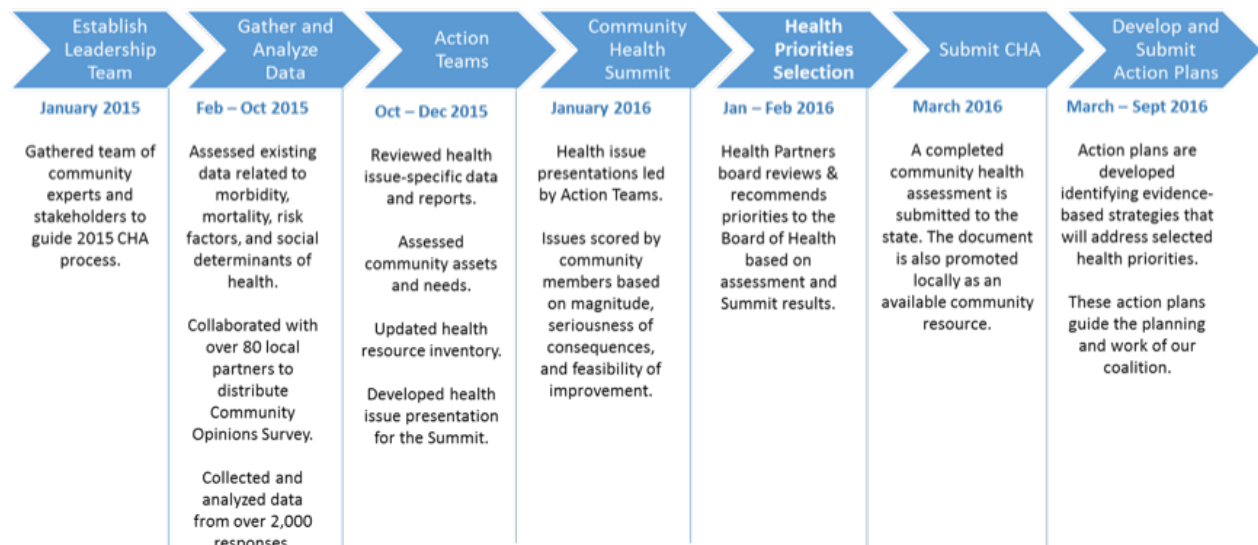 Establish
Leadership
Team
January 2015
Gathered team of
community
experts and
stakeholders to
guide 2015 CHA
process.
Gather and
Analyze
Data
Feb – Oct 2015
Assessed existing
data related to
morbidity,
mortality, risk
factors, and social
determinants of
health.
Collaborated with
over 80 local
partners to
distribute
Community
Opinions Survey.
Collected and
analyzed data
from over 2,000
responses
Action
Teams
Oct – Dec 2015
Reviewed health
issue-specific data
and reports.
Assessed
community assets
and needs.
Updated health
resource inventory.
Developed health
issue presentation
for the Summit.
Community
Health
Summit
January 2016
Health issue
presentations led
by Action Teams.
Issues scored by
community
members based
on magnitude,
seriousness of
consequences,
and feasibility of
improvement.
Health
Priorities
Selection
Jan – Feb 2016
Health Partners
board reviews &
recommends
priorities to the
Board of Health
based on
assessment and
Summit results.
Submit CHA
March 2016
A completed
community health
assessment is
submitted to the
state. The document
is also promoted
locally as an
available community
resource.
Develop and
Submit
Action Plans
March – Sept 2016
Action plans are
developed
identifying evidence-
based strategies that
will address selected
health priorities.
These action plans
guide the planning
and work of our
coalition.